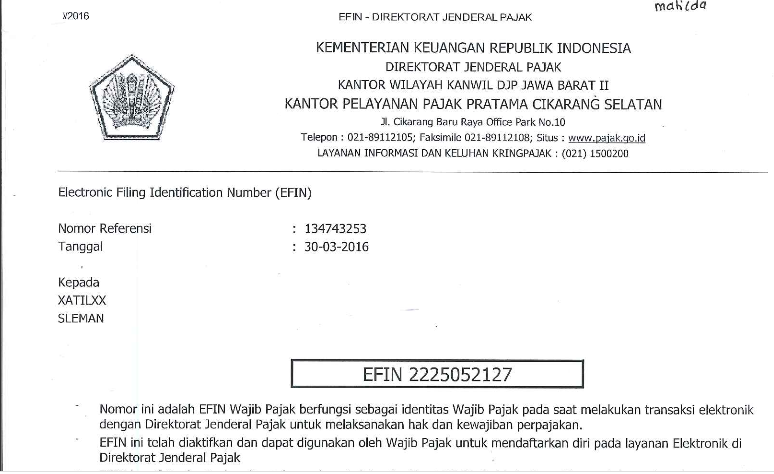 matilda
#/2016
EFIN - DIREKTORAT JENDERAL PAJAK
KEMENTERIAN KEUANGAN REPUBLIK INDONESIA
DIREKTORAT JENDERAL PAJAK
KANTOR WILAYAH KANWIL DJP JAWA BARAT II
KANTOR PELAYANAN PAJAK PRATAMA CIKARANG SELATAN
Jl. Cikarang Baru Raya Office Park No.10
Telepon : 021-89112105; Faksimile 021-89112108; Situs : www.pajak.go.id
LAYANAN INFORMASI DAN KELUHAN KRINGPAJAK : (021) 1500200
Electronic Filing Identification Number (EFIN)
Nomor Referensi : 134743253
Tanggal : 30-03-2016
Kepada
XATILXX
SLEMAN
EFIN 2225052127
- Nomor ini adalah EFIN Wajib Pajak berfungsi sebagai identitas Wajib Pajak pada saat melakukan transaksi elektronik
dengan Direktorat Jenderal Pajak untuk melaksanakan hak dan kewajiban perpajakan.
- EFIN ini telah diaktifkan dan dapat digunakan oleh Wajib Pajak untuk mendaftarkan diri pada layanan Elektronik di
Direktorat Jenderal Pajak